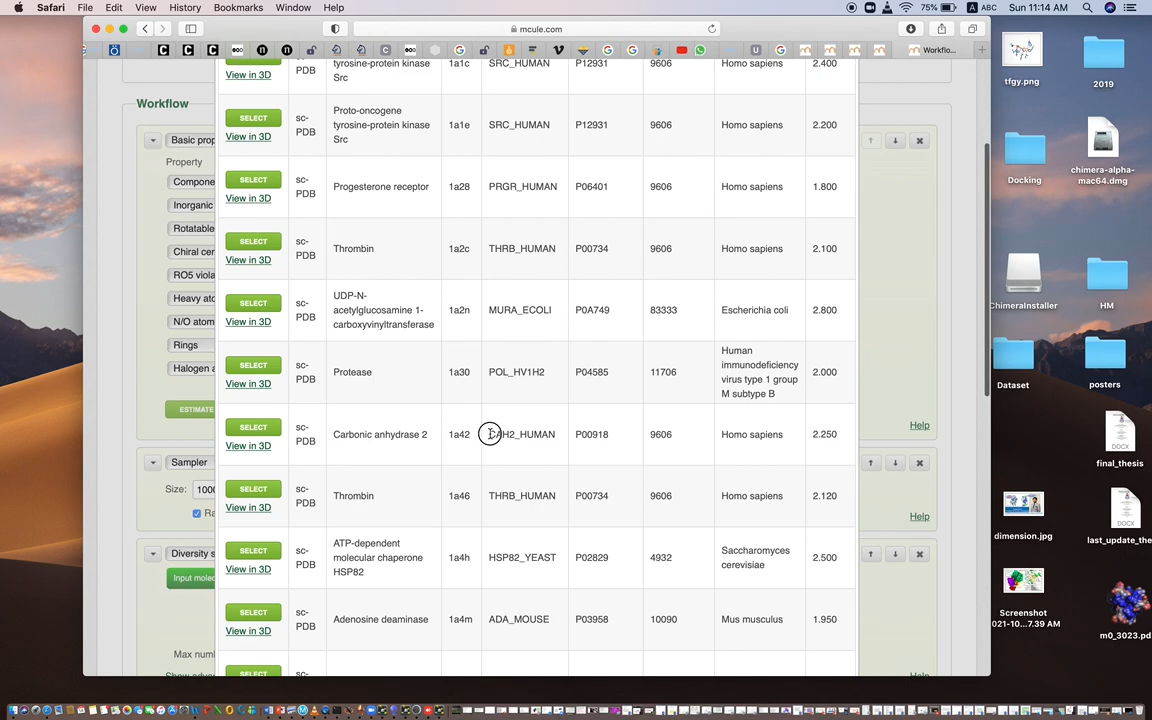 Safari File Edit View History Bookmarks Window Help 75% ABC Sun 11:14 AM
mcule.com
Workflo...
View in 3D tyrosine-protein kinase Src 1a1c SRC_HUMAN P12931 9606 Homo sapiens 2.400
SELECT View in 3D sc-PDB Proto-oncogene tyrosine-protein kinase Src 1a1e SRC_HUMAN P12931 9606 Homo sapiens 2.200
SELECT View in 3D sc-PDB Progesterone receptor 1a28 PRGR_HUMAN P06401 9606 Homo sapiens 1.800
SELECT View in 3D sc-PDB Thrombin 1a2c THRB_HUMAN P00734 9606 Homo sapiens 2.100
SELECT View in 3D sc-PDB UDP-N-acetylglucosamine 1-carboxyvinyltransferase 1a2n MURA_ECOLI P0A749 83333 Escherichia coli 2.800
SELECT View in 3D sc-PDB Protease 1a30 POL_HV1H2 P04585 11706 Human immunodeficiency virus type 1 group M subtype B 2.000
SELECT View in 3D sc-PDB Carbonic anhydrase 2 1a42 CAH2_HUMAN P00918 9606 Homo sapiens 2.250
SELECT View in 3D sc-PDB Thrombin 1a46 THRB_HUMAN P00734 9606 Homo sapiens 2.120
SELECT View in 3D sc-PDB ATP-dependent molecular chaperone HSP82 1a4h HSP82_YEAST P02829 4932 Saccharomyces cerevisiae 2.500
SELECT View in 3D sc-PDB Adenosine deaminase 1a4m ADA_MOUSE P03958 10090 Mus musculus 1.950
Workflow
Basic prop
Property
Compone
Inorganic
Rotatable
Chiral cen
RO5 viola
Heavy ato
N/O atom
Rings
Halogen a
ESTIMATE
Help
Sampler
Size: 1000
Ra
Help
Diversity s
Input molec
Max numb
tfgy.png
2019
Docking
chimera-alpha-mac64.dmg
ChimeraInstaller
HM
Dataset
posters
DOCX
final_thesis
DOCX
dimension.jpg
last_update_the
Screenshot
021-10...7.39 AM
m0_3023.pd